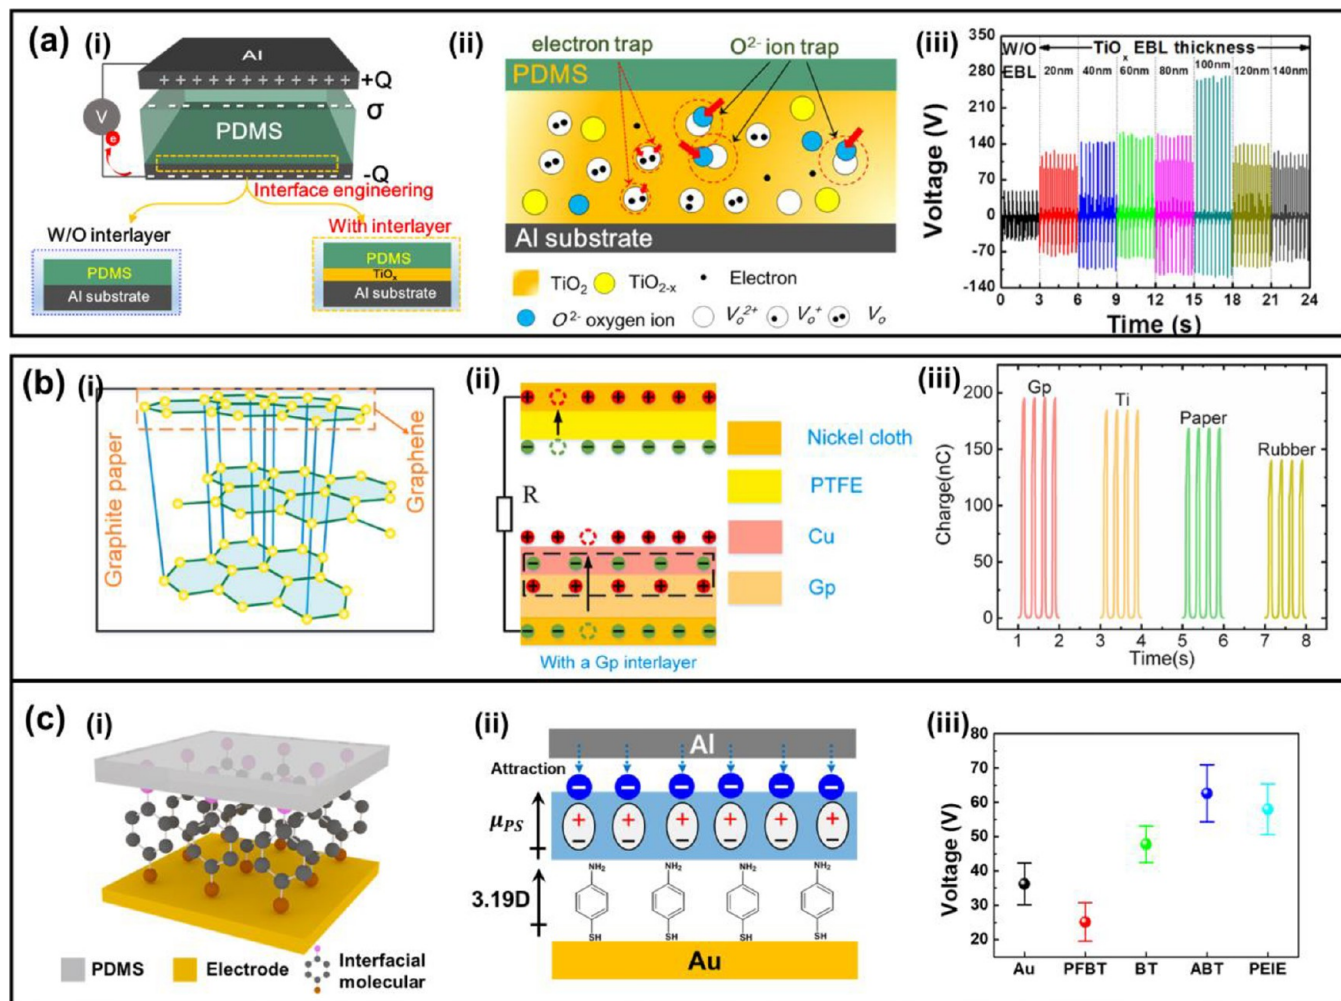 (a)
(i)
Al
+ + + + + + + + + + + +
+Q
σ
V
e
PDMS
-Q
Interface engineering
W/O interlayer
With interlayer
PDMS
Al substrate
PDMS
TiOx
Al substrate
(ii)
electron trap
O2- ion trap
PDMS
Al substrate
TiO2
TiO2-x
Electron
O2- oxygen ion
Vo2+
Vo+
Vo
(iii)
350
280
210
140
70
0
-70
-140
Voltage (V)
W/O
EBL
TiOx EBL thickness
20nm
40nm
60nm
80nm
100nm
120nm
140nm
0 3 6 9 12 15 18 21 24
Time (s)
(b)
(i)
Graphite paper
Graphene
(ii)
R
Nickel cloth
PTFE
Cu
Gp
With a Gp interlayer
(iii)
200
150
100
50
0
Charge(nC)
Gp
Ti
Paper
Rubber
1 2 3 4 5 6 7 8
Time(s)
(c)
(i)
PDMS
Electrode
Interfacial
molecular
(ii)
Al
Attraction
μPS
3.19D
NH2 NH2 NH2 NH2
SH SH SH SH
Au
(iii)
80
70
60
50
40
30
20
Voltage (V)
Au PFBT BT ABT PEIE